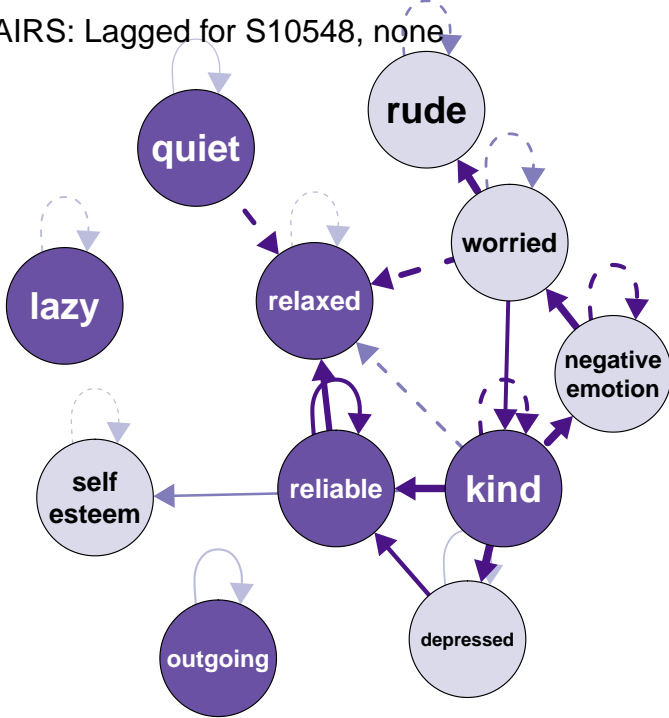 AIRS: Lagged for S10548, none
rude
quiet
worried
relaxed
lazy
negative
emotion
self
esteem
reliable
kind
depressed
outgoing